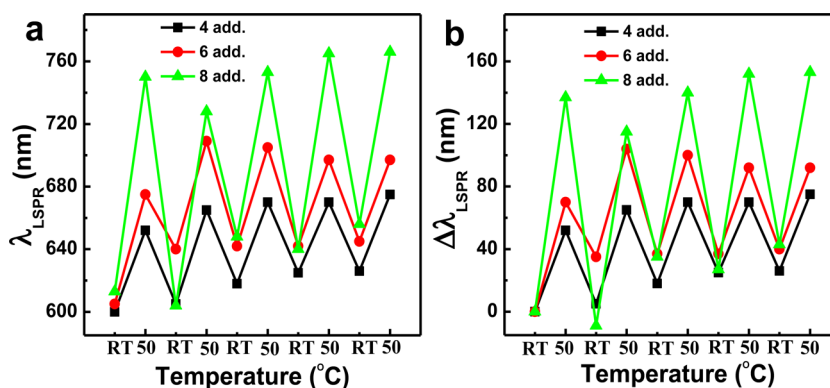 a
4 add.
6 add.
8 add.
760
720
680
640
600
λLSPR (nm)
RT 50 RT 50 RT 50 RT 50 RT 50
Temperature (°C)
b
4 add.
6 add.
8 add.
160
120
80
40
0
ΔλLSPR (nm)
RT 50 RT 50 RT 50 RT 50 RT 50
Temperature (°C)